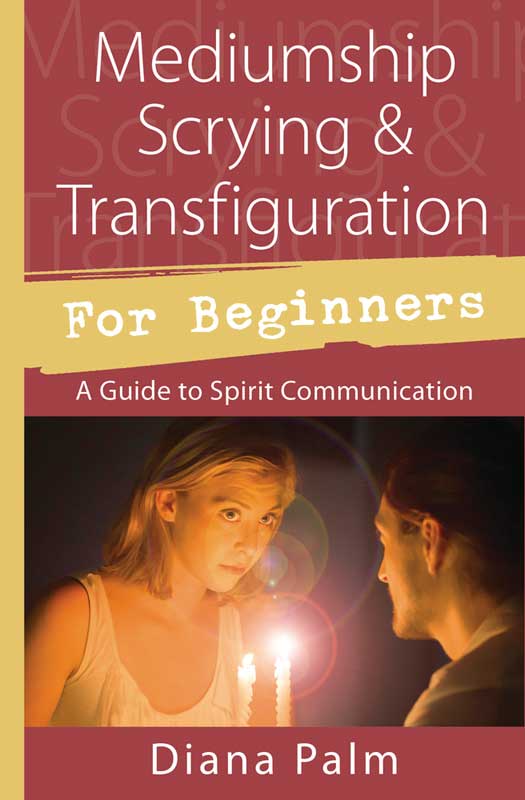 Mediumship
Scrying &
Transfiguration
For Beginners
A Guide to Spirit Communication
Diana Palm